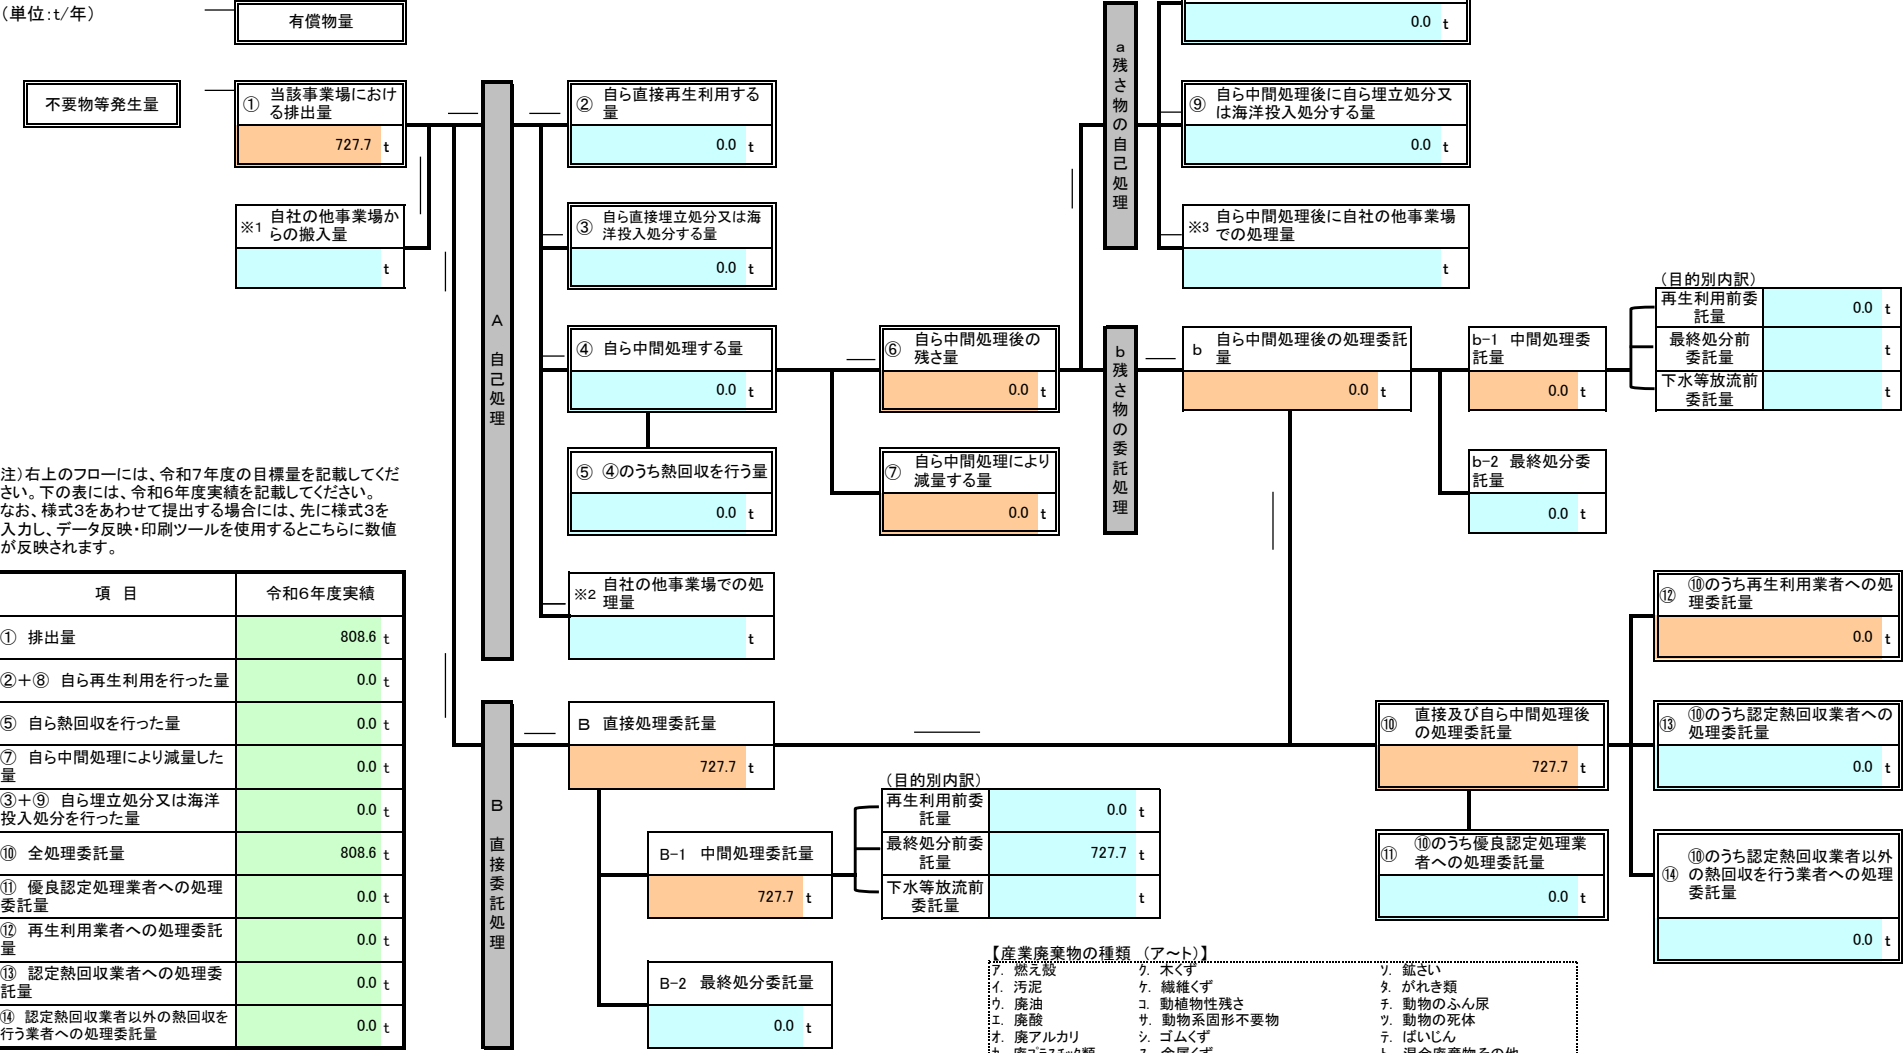 （単位：ｔ/年）
有償物量
0.0 t
不要物等発生量
① 当該事業場におけ
る排出量
727.7 t
※1 自社の他事業場か
らの搬入量
t
A
自己処理
② 自ら直接再生利用する
量
0.0 t
③ 自ら直接埋立処分又は海
洋投入処分する量
0.0 t
④ 自ら中間処理する量
0.0 t
⑤ ④のうち熱回収を行う量
0.0 t
※2 自社の他事業場での処
理量
t
⑥ 自ら中間処理後の
残さ量
0.0 t
⑦ 自ら中間処理により
減量する量
0.0 t
a
残さ物の自己処理
⑨ 自ら中間処理後に自ら埋立処分又
は海洋投入処分する量
0.0 t
※3 自ら中間処理後に自社の他事業場
での処理量
t
b
残さ物の委託処理
b 自ら中間処理後の処理委託
量
0.0 t
b-1 中間処理委
託量
0.0 t
b-2 最終処分委
託量
0.0 t
（目的別内訳）
再生利用前委
託量
0.0 t
最終処分前
委託量
t
下水等放流前
委託量
t
注）右上のフローには、令和７年度の目標量を記載してくだ
さい。下の表には、令和６年度実績を記載してください。
なお、様式３をあわせて提出する場合には、先に様式３を
入力し、データ反映・印刷ツールを使用するとこちらに数値
が反映されます。
項 目 令和６年度実績
① 排出量 808.6 t
②＋⑧ 自ら再生利用を行った量 0.0 t
⑤ 自ら熱回収を行った量 0.0 t
⑦ 自ら中間処理により減量した
量 0.0 t
③＋⑨ 自ら埋立処分又は海洋
投入処分を行った量 0.0 t
⑩ 全処理委託量 808.6 t
⑪ 優良認定処理業者への処理
委託量 0.0 t
⑫ 再生利用業者への処理委託
量 0.0 t
⑬ 認定熱回収業者への処理委
託量 0.0 t
⑭ 認定熱回収業者以外の熱回収を
行う業者への処理委託量 0.0 t
B
直接委託処理
B 直接処理委託量
727.7 t
B-1 中間処理委託量
727.7 t
B-2 最終処分委託量
0.0 t
（目的別内訳）
再生利用前委
託量
0.0 t
最終処分前委
託量
727.7 t
下水等放流前
委託量
t
⑩ 直接及び自ら中間処理後
の処理委託量
727.7 t
⑪ ⑩のうち優良認定処理業
者への処理委託量
0.0 t
⑫ ⑩のうち再生利用業者への処
理委託量
0.0 t
⑬ ⑩のうち認定熱回収業者への
処理委託量
0.0 t
⑭ ⑩のうち認定熱回収業者以外
の熱回収を行う業者への処理
委託量
0.0 t
【産業廃棄物の種類 （ア～ト）】
ア. 燃え殻 ク. 木くず ソ. 鉱さい
イ. 汚泥 ケ. 繊維くず タ. がれき類
ウ. 廃油 コ. 動植物性残さ チ. 動物のふん尿
エ. 廃酸 サ. 動物系固形不要物 ツ. 動物の死体
オ. 廃アルカリ シ. ゴムくず テ. ばいじん
カ. 廃プラスチック類 ス. 金属くず ト. 混合廃棄物その他